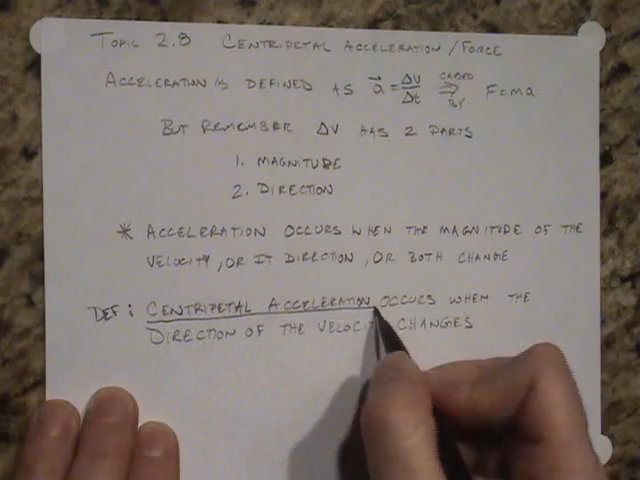 TOPIC 2.8 CENTRIPETAL ACCELERATION / FORCE
ACCELERATION IS DEFINED AS a⃗ = ΔV/Δt CAUSED BY ⇒ F = ma
BUT REMEMBER ΔV HAS 2 PARTS
1. MAGNITUDE
2. DIRECTION
* ACCELERATION OCCURS WHEN THE MAGNITUDE OF THE
VELOCITY, OR IT DIRECTION, OR BOTH CHANGE
DEF: CENTRIPETAL ACCELERATION OCCURS WHEN THE
DIRECTION OF THE VELOCITY CHANGES